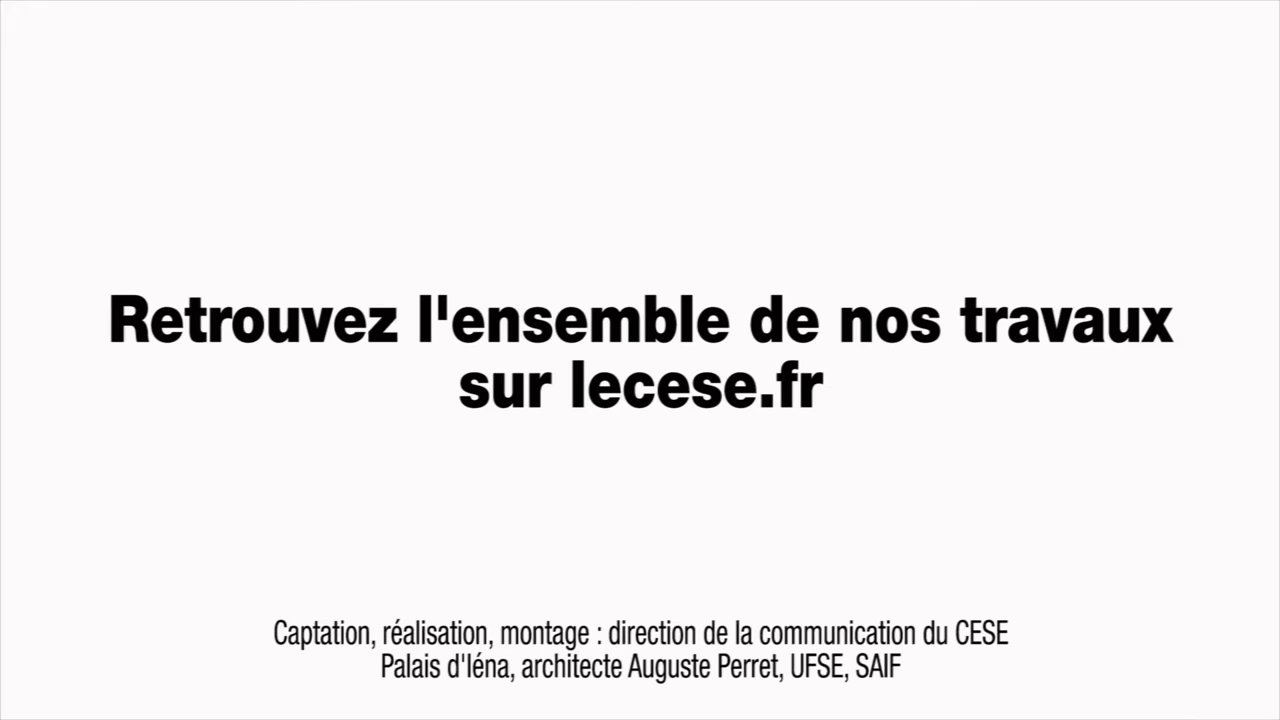 Retrouvez l'ensemble de nos travaux
sur lecese.fr
Captation, réalisation, montage : direction de la communication du CESE
Palais d'Iéna, architecte Auguste Perret, UFSE, SAIF